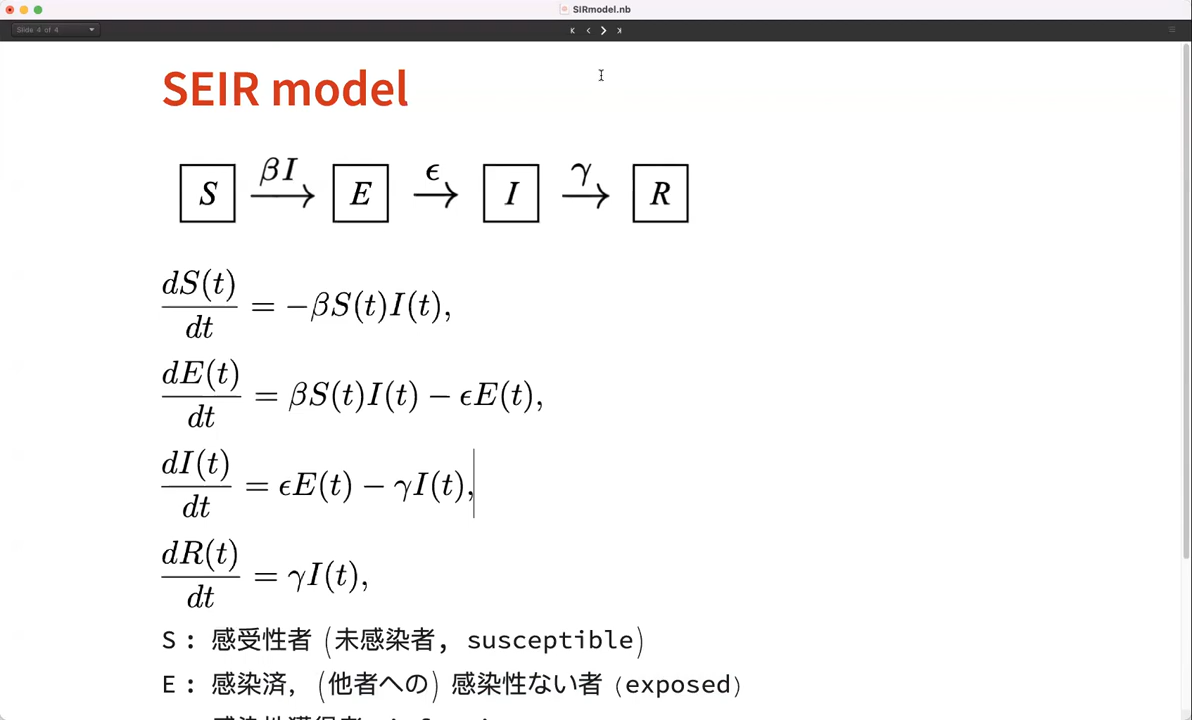 SIRmodel.nb
Slide 4 of 4
SEIR model
S βI E ϵ I γ R
dS(t)/dt = −βS(t)I(t),
dE(t)/dt = βS(t)I(t) − ϵE(t),
dI(t)/dt = ϵE(t) − γI(t),
dR(t)/dt = γI(t),
S : 感受性者 (未感染者, susceptible)
E : 感染済, (他者への) 感染性ない者 (exposed)